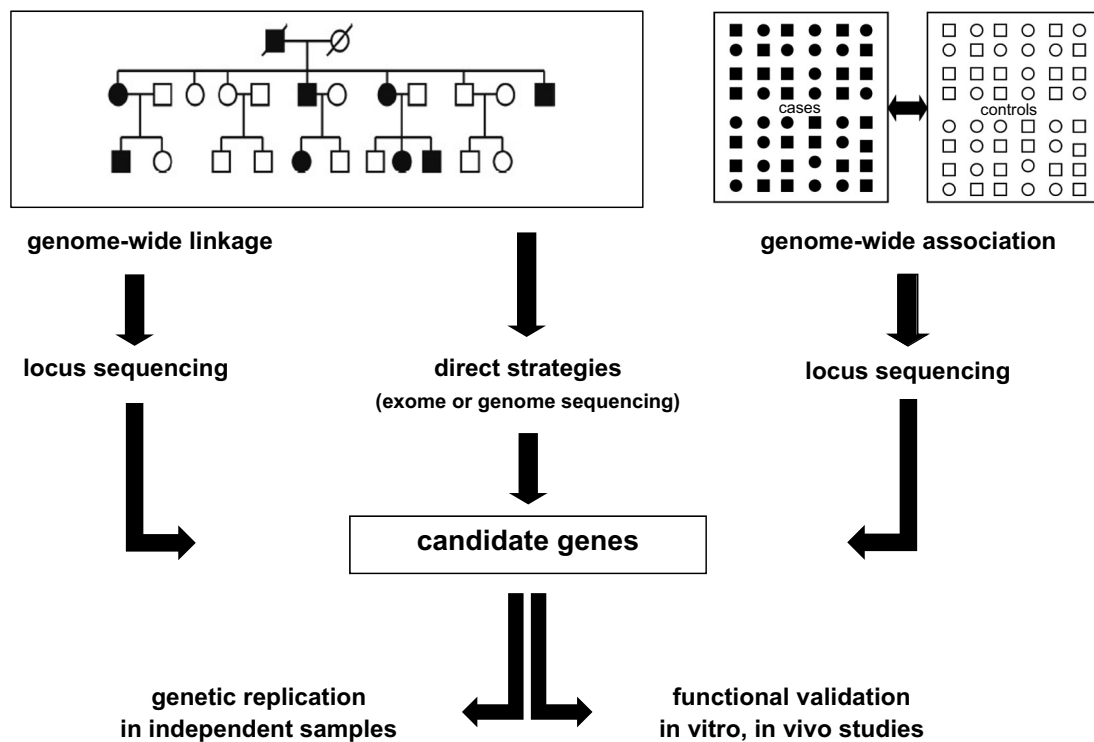 cases
controls
genome-wide linkage
genome-wide association
locus sequencing
direct strategies
(exome or genome sequencing)
locus sequencing
candidate genes
genetic replication
in independent samples
functional validation
in vitro, in vivo studies